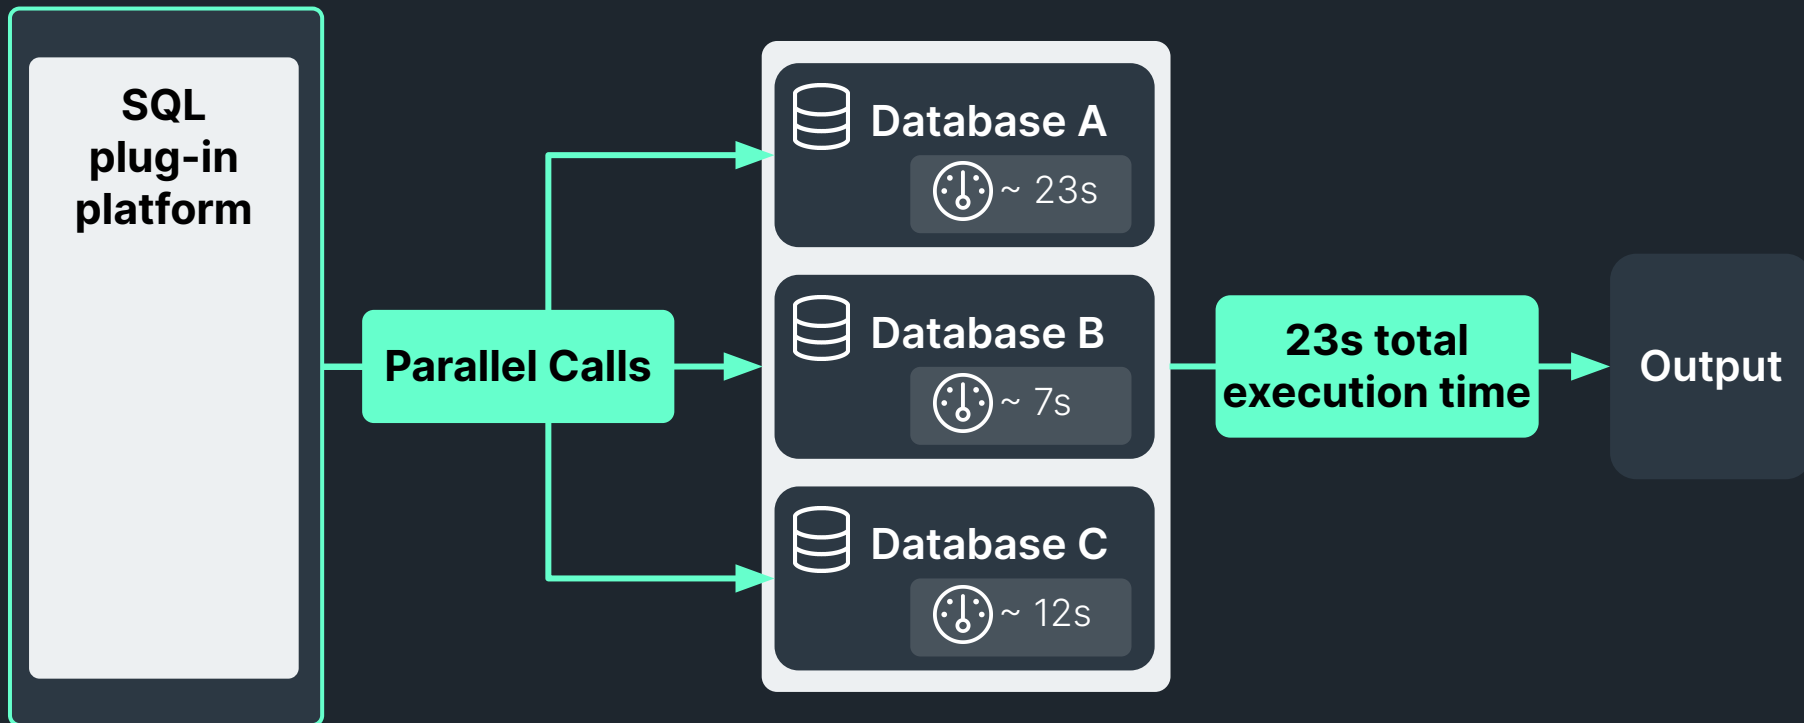 SQL
plug-in
platform
Parallel Calls
Database A
~ 23s
Database B
~ 7s
Database C
~ 12s
23s total
execution time
Output